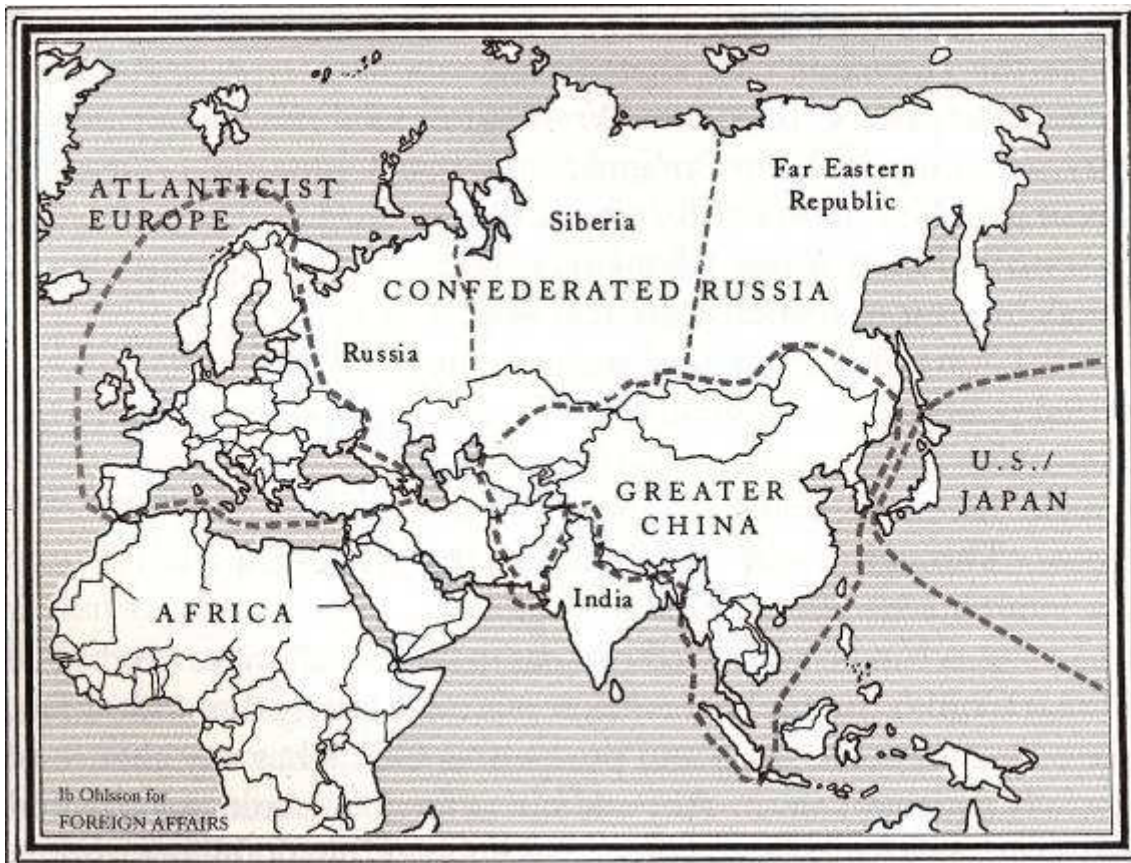 ATLANTICIST
EUROPE
Far Eastern
Republic
Siberia
CONFEDERATED RUSSIA
Russia
U.S./
JAPAN
GREATER
CHINA
India
AFRICA
Ib Ohlsson for
FOREIGN AFFAIRS